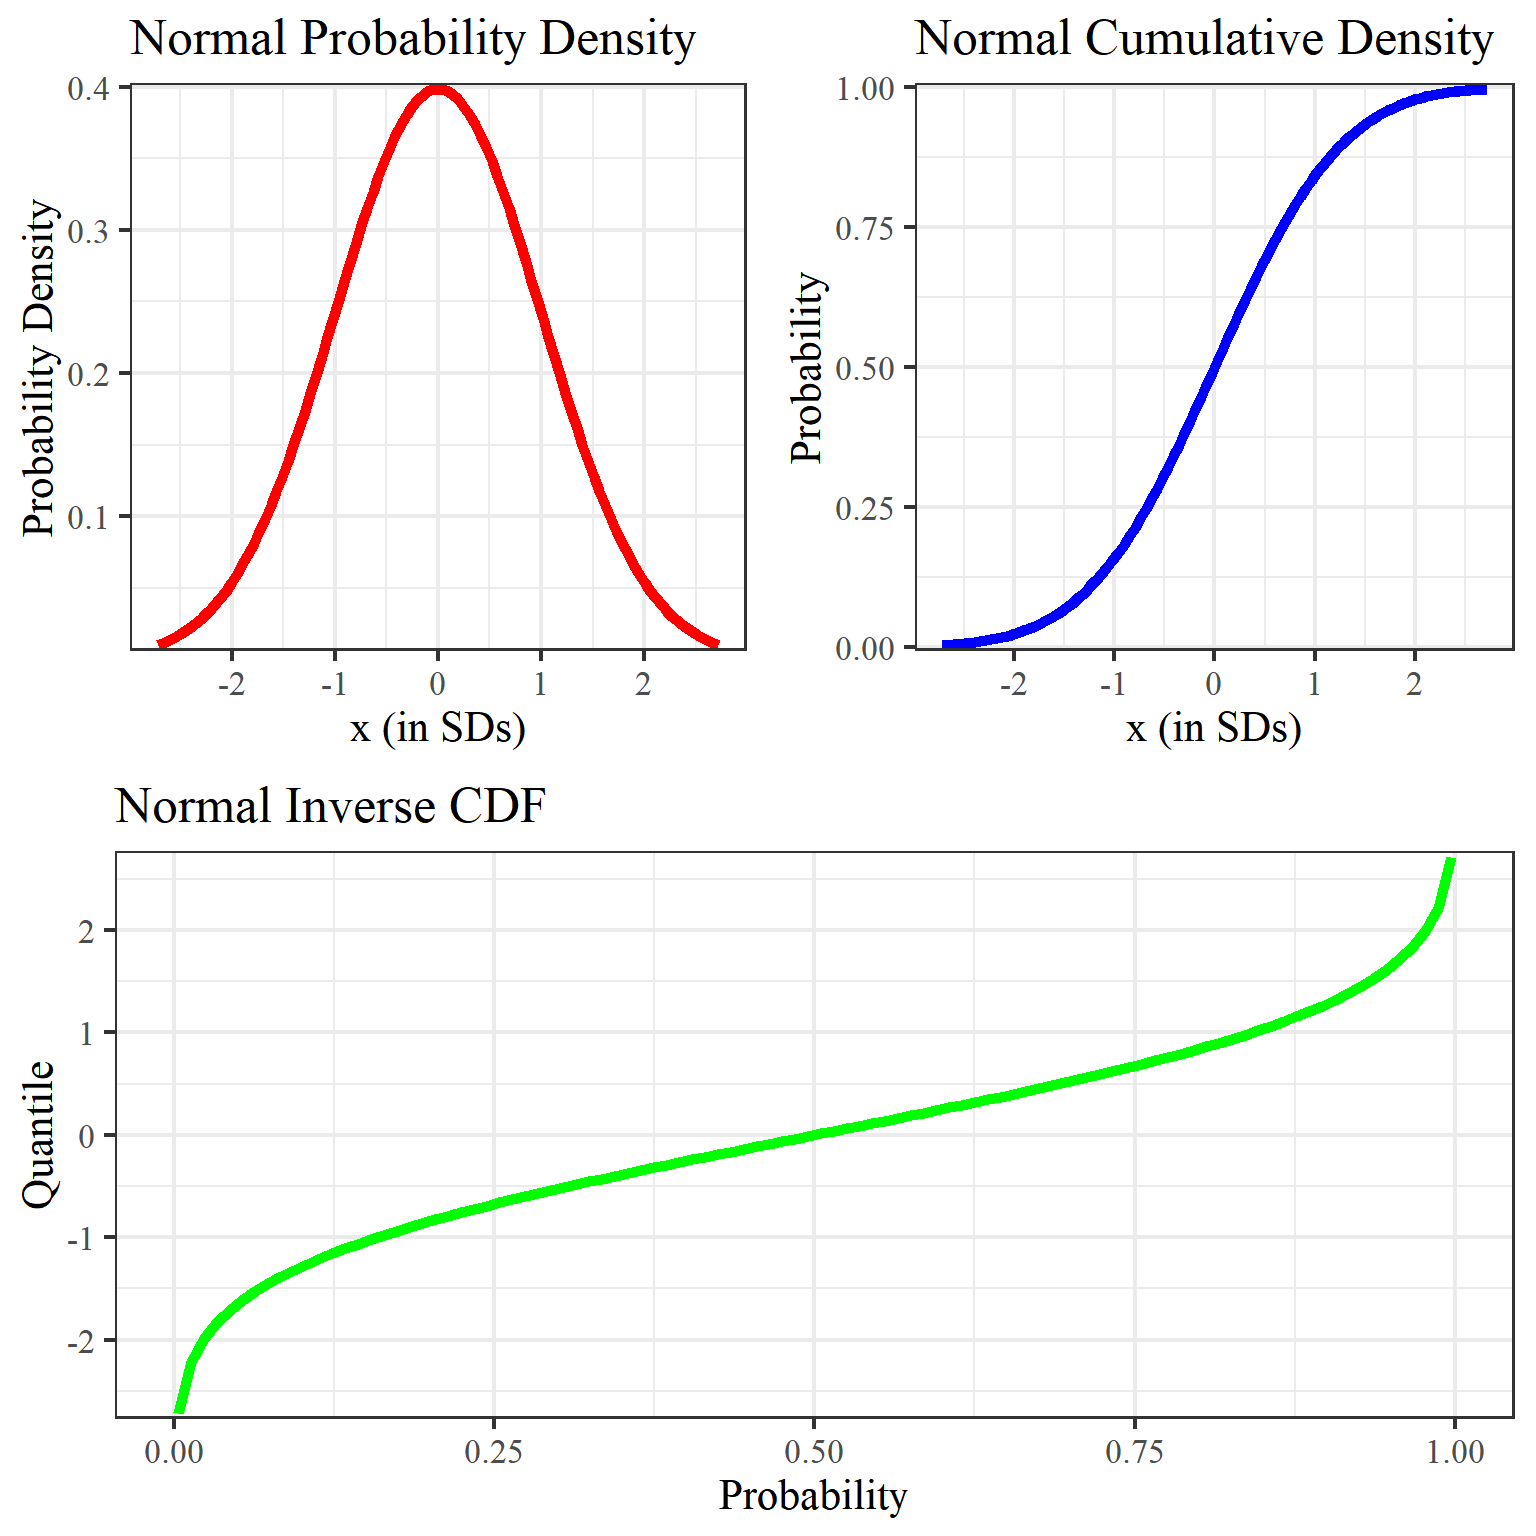 Normal Probability Density
Probability Density
0.4
0.3
0.2
0.1
-2 -1 0 1 2
x (in SDs)
Normal Cumulative Density
Probability
1.00
0.75
0.50
0.25
0.00
-2 -1 0 1 2
x (in SDs)
Normal Inverse CDF
Quantile
2
1
0
-1
-2
0.00 0.25 0.50 0.75 1.00
Probability